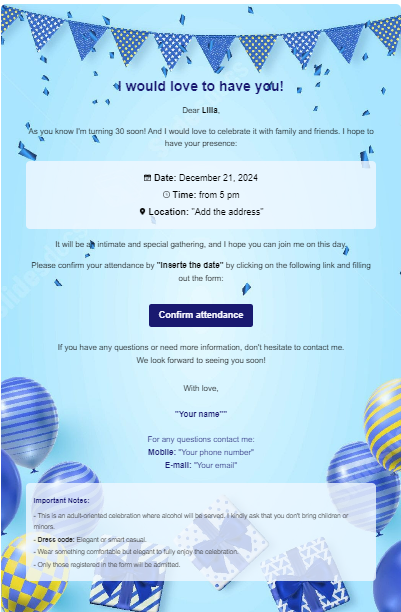 I would love to have you!
Dear Lilia,
As you know I'm turning 30 soon! And I would love to celebrate it with family and friends. I hope to
have your presence:
Date: December 21, 2024
Time: from 5 pm
Location: "Add the address"
It will be an intimate and special gathering, and I hope you can join me on this day.
Please confirm your attendance by "Inserte the date" by clicking on the following link and filling
out the form:
Confirm attendance
If you have any questions or need more information, don't hesitate to contact me.
We look forward to seeing you soon!
With love,
"Your name""
For any questions contact me:
Mobile: "Your phone number"
E-mail: "Your email"
Important Notes:
- This is an adult-oriented celebration where alcohol will be served. I kindly ask that you don't bring children or
minors.
- Dress code: Elegant or smart casual.
- Wear something comfortable but elegant to fully enjoy the celebration.
- Only those registered in the form will be admitted.